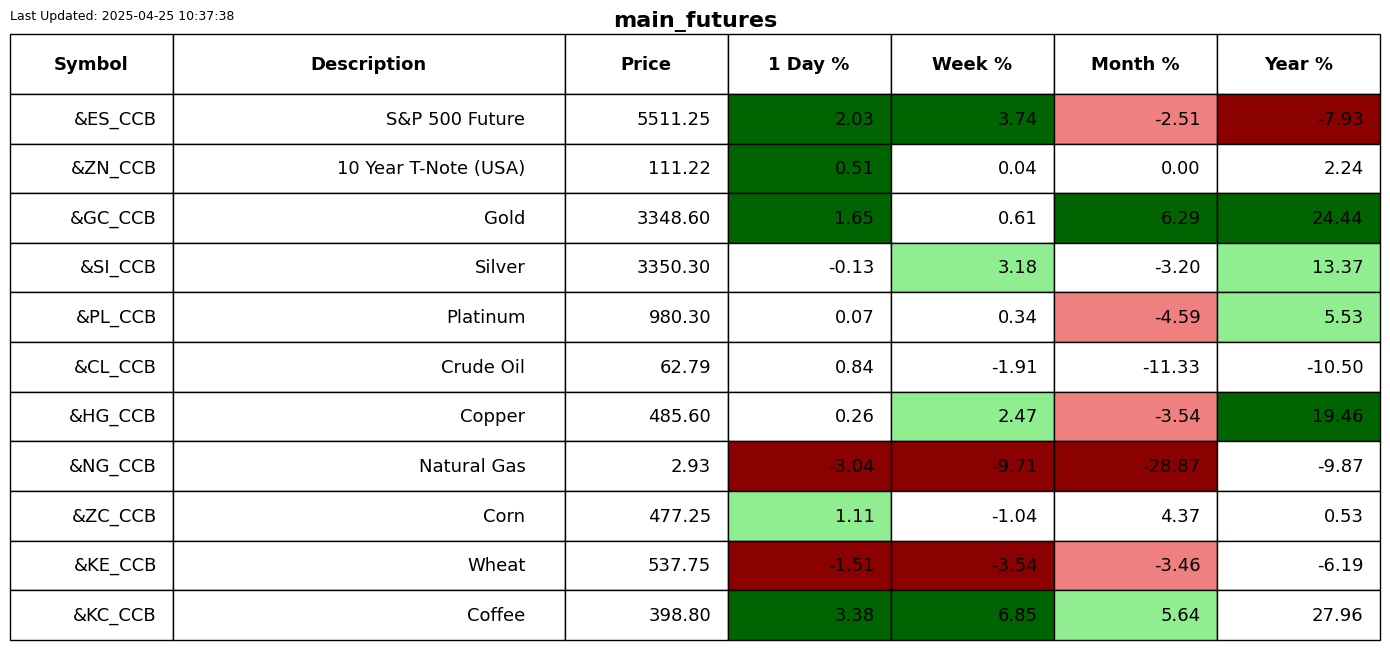 Last Updated: 2025-04-25 10:37:38
main_futures
Symbol Description Price 1 Day % Week % Month % Year %
&ES_CCB S&P 500 Future 5511.25 2.03 3.74 -2.51 -7.93
&ZN_CCB 10 Year T-Note (USA) 111.22 0.51 0.04 0.00 2.24
&GC_CCB Gold 3348.60 1.65 0.61 6.29 24.44
&SI_CCB Silver 3350.30 -0.13 3.18 -3.20 13.37
&PL_CCB Platinum 980.30 0.07 0.34 -4.59 5.53
&CL_CCB Crude Oil 62.79 0.84 -1.91 -11.33 -10.50
&HG_CCB Copper 485.60 0.26 2.47 -3.54 19.46
&NG_CCB Natural Gas 2.93 -3.04 -9.71 -28.87 -9.87
&ZC_CCB Corn 477.25 1.11 -1.04 4.37 0.53
&KE_CCB Wheat 537.75 -1.51 -3.54 -3.46 -6.19
&KC_CCB Coffee 398.80 3.38 6.85 5.64 27.96